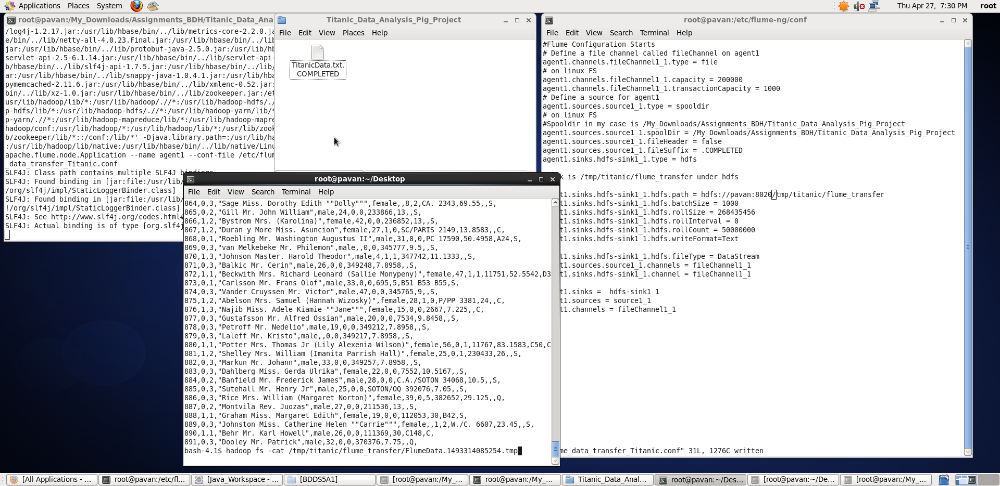 Applications Places System Thu Apr 27, 7:30 PM root
root@pavan:/My_Downloads/Assignments_BDH/Titanic_Data_Ana
/log4j-1.2.17.jar:/usr/lib/hbase/bin/../lib/metrics-core-2.2.0.ja
e/bin/../lib/netty-all-4.0.23.Final.jar:/usr/lib/hbase/bin/../lib
jar:/usr/lib/hbase/bin/../lib/protobuf-java-2.5.0.jar:/usr/lib/hb
servlet-api-2.5-6.1.14.jar:/usr/lib/hbase/bin/../lib/servlet-api-
b/hbase/bin/../lib/slf4j-api-1.7.5.jar:/usr/lib/hbase/bin/../lib/
ar:/usr/lib/hbase/bin/../lib/snappy-java-1.0.4.1.jar:/usr/lib/hba
pymemcached-2.11.6.jar:/usr/lib/hbase/bin/../lib/xmlenc-0.52.jar:
bin/../lib/xz-1.0.jar:/usr/lib/hbase/bin/../lib/zookeeper.jar:/et
usr/lib/hadoop/lib/*:/usr/lib/hadoop/.//*:/usr/lib/hadoop-hdfs/./
p-hdfs/lib/*:/usr/lib/hadoop-hdfs/.//*:/usr/lib/hadoop-yarn/lib/*
p-yarn/.//*:/usr/lib/hadoop-mapreduce/lib/*:/usr/lib/hadoop-mapre
hadoop/conf:/usr/lib/hadoop/*:/usr/lib/hadoop/lib/*:/usr/lib/zook
b/zookeeper/lib/*::/conf:/lib/*' -Djava.library.path=:/usr/lib/ha
:/usr/lib/hadoop/lib/native:/usr/lib/hadoop/lib/native/Linu
apache.flume.node.Application --name agent1 --conf-file /etc/flum
_data_transfer_Titanic.conf
SLF4J: Class path contains multiple SLF4J bindings
SLF4J: Found binding in [jar:file:/usr/lib/
/org/slf4j/impl/StaticLoggerBinder.class]
SLF4J: Found binding in [jar:file:/usr/lib/
!/org/slf4j/impl/StaticLoggerBinder.class]
SLF4J: See http://www.slf4j.org/codes.html#
SLF4J: Actual binding is of type [org.slf4j
Titanic_Data_Analysis_Pig_Project
File Edit View Places Help
TitanicData.txt.
COMPLETED
root@pavan:/etc/flume-ng/conf
File Edit View Search Terminal Help
#Flume Configuration Starts
# Define a file channel called fileChannel on agent1
agent1.channels.fileChannel1_1.type = file
# on linux FS
agent1.channels.fileChannel1_1.capacity = 200000
agent1.channels.fileChannel1_1.transactionCapacity = 1000
# Define a source for agent1
agent1.sources.source1_1.type = spooldir
# on linux FS
#Spooldir in my case is /My_Downloads/Assignments_BDH/Titanic_Data_Analysis_Pig_Project
agent1.sources.source1_1.spoolDir = /My_Downloads/Assignments_BDH/Titanic_Data_Analysis_Pig_Project
agent1.sources.source1_1.fileHeader = false
agent1.sources.source1_1.fileSuffix = .COMPLETED
agent1.sinks.hdfs-sink1_1.type = hdfs
k is /tmp/titanic/flume_transfer under hdfs
t1.sinks.hdfs-sink1_1.hdfs.path = hdfs://pavan:8020/tmp/titanic/flume_transfer
t1.sinks.hdfs-sink1_1.hdfs.batchSize = 1000
t1.sinks.hdfs-sink1_1.hdfs.rollSize = 268435456
t1.sinks.hdfs-sink1_1.hdfs.rollInterval = 0
t1.sinks.hdfs-sink1_1.hdfs.rollCount = 50000000
t1.sinks.hdfs-sink1_1.hdfs.writeFormat=Text
t1.sinks.hdfs-sink1_1.hdfs.fileType = DataStream
t1.sources.source1_1.channels = fileChannel1_1
t1.sinks.hdfs-sink1_1.channel = fileChannel1_1
t1.sinks =  hdfs-sink1_1
t1.sources = source1_1
t1.channels = fileChannel1_1
me_data_transfer_Titanic.conf" 31L, 1276C written
root@pavan:~/Desktop
File Edit View Search Terminal Help
864,0,3,"Sage Miss. Dorothy Edith ""Dolly""",female,,8,2,CA. 2343,69.55,,S,
865,0,2,"Gill Mr. John William",male,24,0,0,233866,13,,S,
866,1,2,"Bystrom Mrs. (Karolina)",female,42,0,0,236852,13,,S,
867,1,2,"Duran y More Miss. Asuncion",female,27,1,0,SC/PARIS 2149,13.8583,,C,
868,0,1,"Roebling Mr. Washington Augustus II",male,31,0,0,PC 17590,50.4958,A24,S,
869,0,3,"van Melkebeke Mr. Philemon",male,,0,0,345777,9.5,,S,
870,1,3,"Johnson Master. Harold Theodor",male,4,1,1,347742,11.1333,,S,
871,0,3,"Balkic Mr. Cerin",male,26,0,0,349248,7.8958,,S,
872,1,1,"Beckwith Mrs. Richard Leonard (Sallie Monypeny)",female,47,1,1,11751,52.5542,D3
873,0,1,"Carlsson Mr. Frans Olof",male,33,0,0,695,5,B51 B53 B55,S,
874,0,3,"Vander Cruyssen Mr. Victor",male,47,0,0,345765,9,,S,
875,1,2,"Abelson Mrs. Samuel (Hannah Wizosky)",female,28,1,0,P/PP 3381,24,,C,
876,1,3,"Najib Miss. Adele Kiamie ""Jane""",female,15,0,0,2667,7.225,,C,
877,0,3,"Gustafsson Mr. Alfred Ossian",male,20,0,0,7534,9.8458,,S,
878,0,3,"Petroff Mr. Nedelio",male,19,0,0,349212,7.8958,,S,
879,0,3,"Laleff Mr. Kristo",male,,0,0,349217,7.8958,,S,
880,1,1,"Potter Mrs. Thomas Jr (Lily Alexenia Wilson)",female,56,0,1,11767,83.1583,C50,C
881,1,2,"Shelley Mrs. William (Imanita Parrish Hall)",female,25,0,1,230433,26,,S,
882,0,3,"Markun Mr. Johann",male,33,0,0,349257,7.8958,,S,
883,0,3,"Dahlberg Miss. Gerda Ulrika",female,22,0,0,7552,10.5167,,S,
884,0,2,"Banfield Mr. Frederick James",male,28,0,0,C.A./SOTON 34068,10.5,,S,
885,0,3,"Sutehall Mr. Henry Jr",male,25,0,0,SOTON/OQ 392076,7.05,,S,
886,0,3,"Rice Mrs. William (Margaret Norton)",female,39,0,5,382652,29.125,,Q,
887,0,2,"Montvila Rev. Juozas",male,27,0,0,211536,13,,S,
888,1,1,"Graham Miss. Margaret Edith",female,19,0,0,112053,30,B42,S,
889,0,3,"Johnston Miss. Catherine Helen ""Carrie""",female,,1,2,W./C. 6607,23.45,,S,
890,1,1,"Behr Mr. Karl Howell",male,26,0,0,111369,30,C148,C,
891,0,3,"Dooley Mr. Patrick",male,32,0,0,370376,7.75,,Q,
bash-4.1$ hadoop fs -cat /tmp/titanic/flume_transfer/FlumeData.1493314085254.tmp
[All Applications - ... root@pavan:/etc/fl... [Java_Workspace - ... [BDDS5A1] [root@pavan:/My_... root@pavan:/My_... Titanic_Data_Anal... root@pavan:~/Des... [root@pavan:~/De... [root@pavan:/My_...